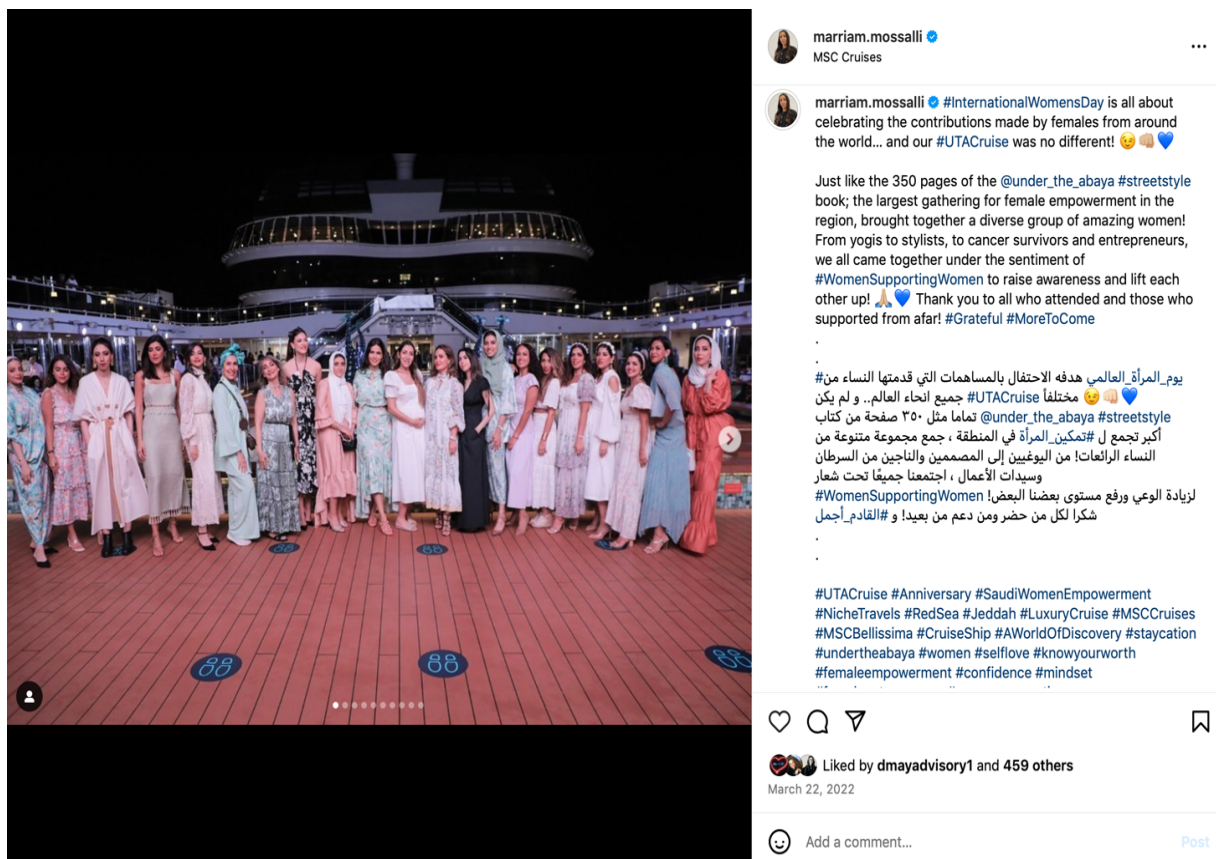 marriam.mossalli
MSC Cruises
marriam.mossalli #InternationalWomensDay is all about
celebrating the contributions made by females from around
the world... and our #UTACruise was no different! 😉👊🏼💙
Just like the 350 pages of the @under_the_abaya #streetstyle
book; the largest gathering for female empowerment in the
region, brought together a diverse group of amazing women!
From yogis to stylists, to cancer survivors and entrepreneurs,
we all came together under the sentiment of
#WomenSupportingWomen to raise awareness and lift each
other up! 🙏🏼💙 Thank you to all who attended and those who
supported from afar! #Grateful #MoreToCome
.
.
#يوم_المرأة_العالمي هدفه الاحتفال بالمساهمات التي قدمتها النساء من
جميع انحاء العالم.. و لم يكن #UTACruise مختلفاً 😉👊🏼💙
تماما مثل ٣٥٠ صفحة من كتاب @under_the_abaya #streetstyle
أكبر تجمع ل #تمكين_المرأة في المنطقة ، جمع مجموعة متنوعة من
النساء الرائعات! من اليوغيين إلى المصممين والناجين من السرطان
وسيدات الأعمال ، اجتمعنا جميعًا تحت شعار
#WomenSupportingWomen لزيادة الوعي ورفع مستوى بعضنا البعض!
شكرا لكل من حضر ومن دعم من بعيد! و #القادم_أجمل
.
.
#UTACruise #Anniversary #SaudiWomenEmpowerment
#NicheTravels #RedSea #Jeddah #LuxuryCruise #MSCCruises
#MSCBellissima #CruiseShip #AWorldOfDiscovery #staycation
#undertheabaya #women #selflove #knowyourworth
#femaleempowerment #confidence #mindset
Liked by dmayadvisory1 and 459 others
March 22, 2022
Add a comment...
Post